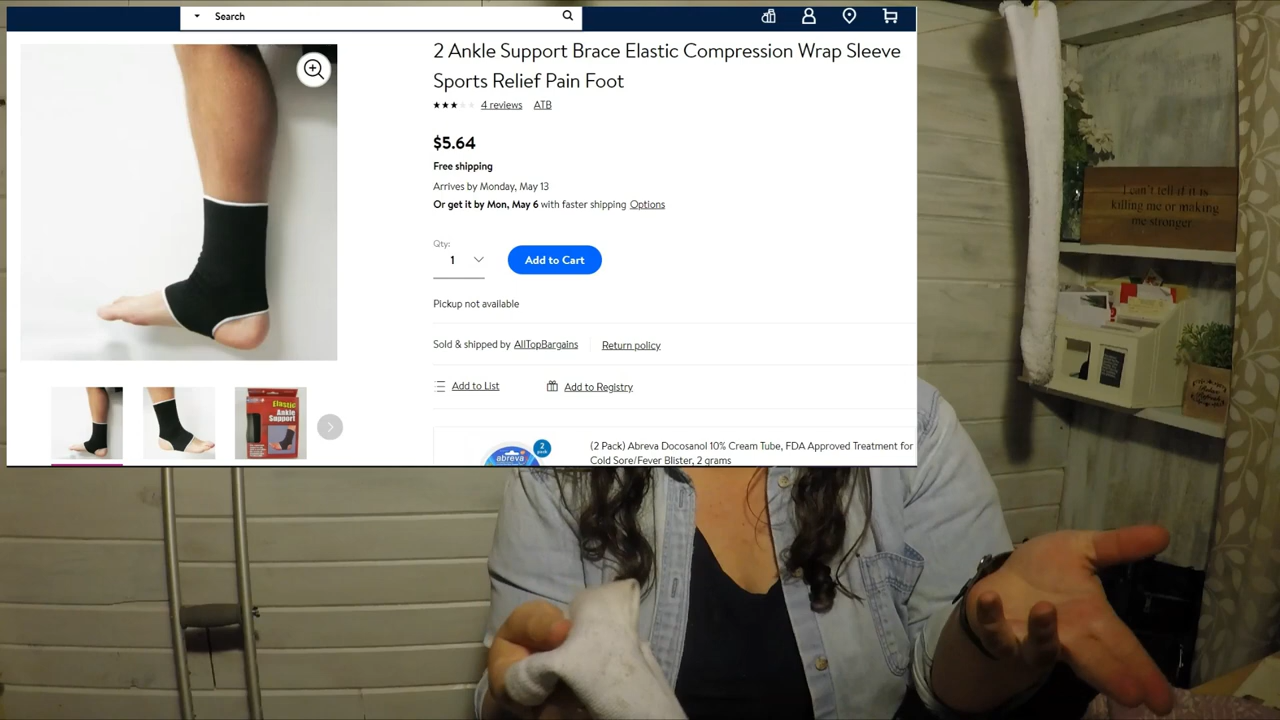 Search
2 Ankle Support Brace Elastic Compression Wrap Sleeve
Sports Relief Pain Foot
4 reviews ATB
$5.64
Free shipping
Arrives by Monday, May 13
Or get it by Mon, May 6 with faster shipping Options
Qty:
1
Add to Cart
Pickup not available
Sold & shipped by AllTopBargains
Return policy
Add to List
Add to Registry
Elastic
Ankle
Support
2
pack
abreva
(2 Pack) Abreva Docosanol 10% Cream Tube, FDA Approved Treatment for
Cold Sore/Fever Blister, 2 grams
I can't tell if it is
killing me or making
me stronger.